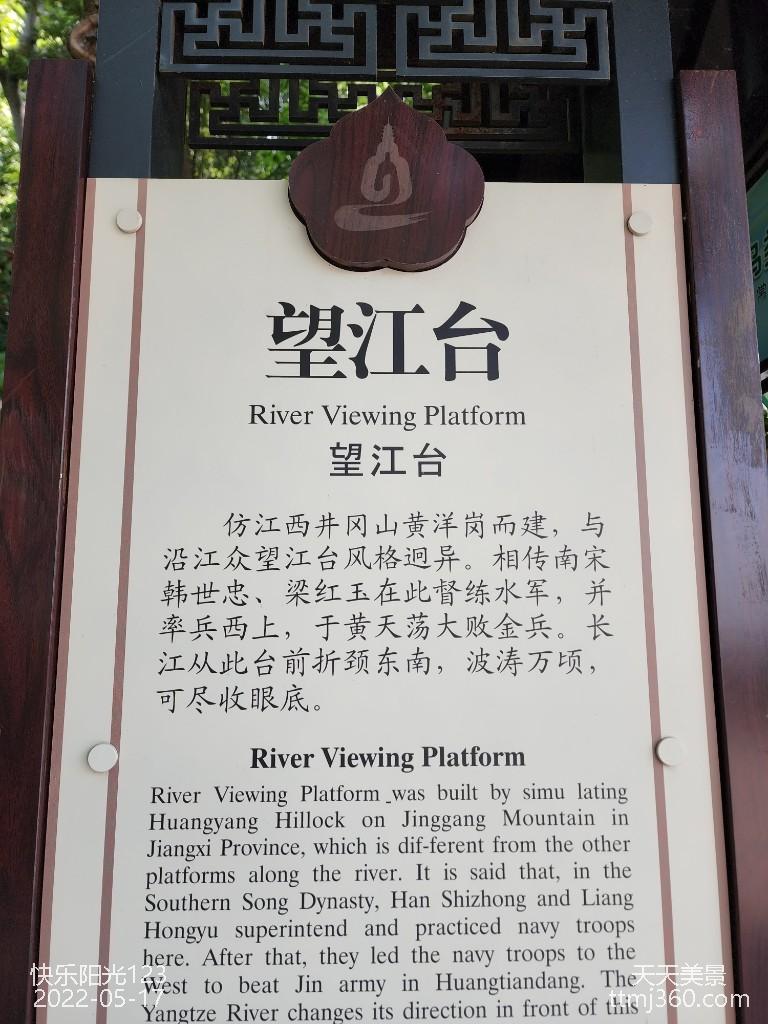 望江台
River Viewing Platform
望江台
仿江西井冈山黄洋岗而建，与
沿江众望江台风格迥异。相传南宋
韩世忠、梁红玉在此督练水军，并
率兵西上，于黄天荡大败金兵。长
江从此台前折颈东南，波涛万顷，
可尽收眼底。
River Viewing Platform
River Viewing Platform was built by simu lating
Huangyang Hillock on Jinggang Mountain in
Jiangxi Province, which is dif-ferent from the other
platforms along the river. It is said that, in the
Southern Song Dynasty, Han Shizhong and Liang
Hongyu superintend and practiced navy troops
here. After that, they led the navy troops to the
West to beat Jin army in Huangtiandang. The
Yangtze River changes its direction in front of this
快乐阳光123
2022-05-17
天天美景
ttmj360.com